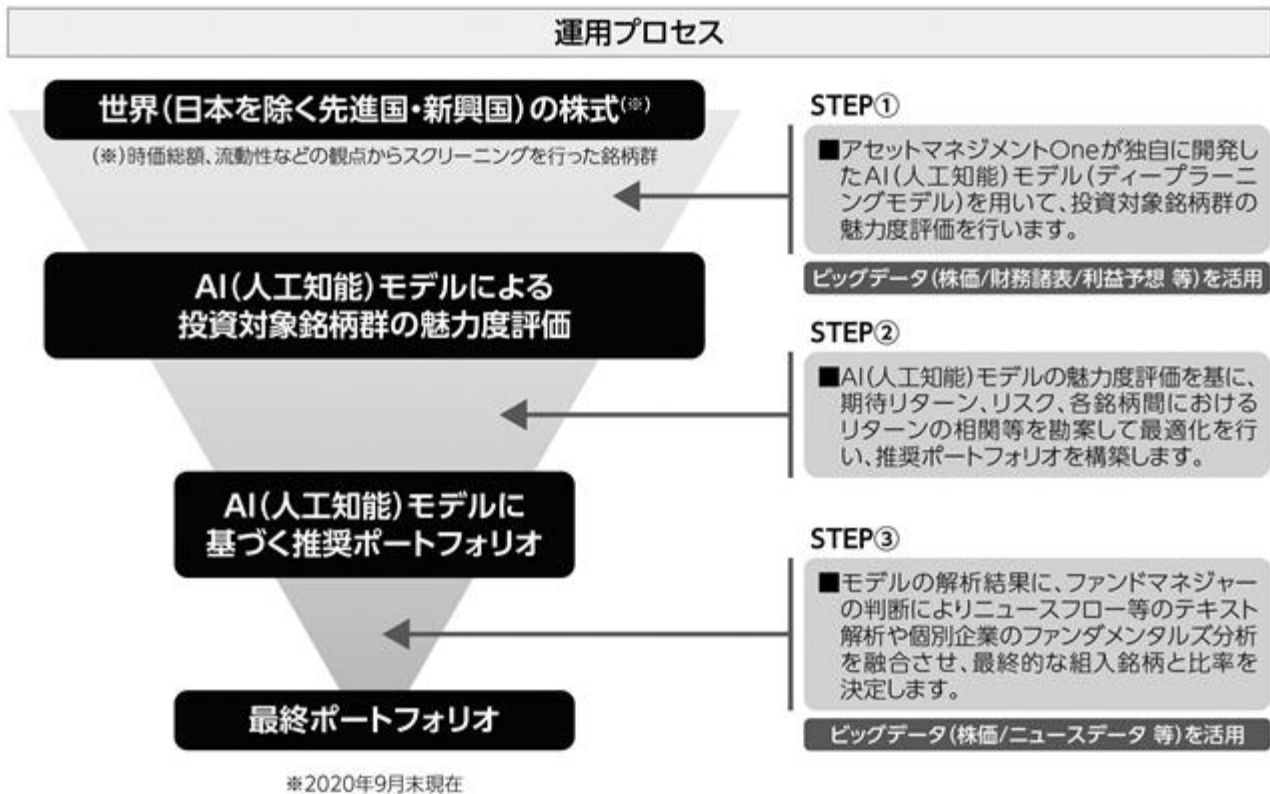 運用プロセス
世界(日本を除く先進国・新興国)の株式(※)
(※)時価総額、流動性などの観点からスクリーニングを行った銘柄群
STEP①
■アセットマネジメントOneが独自に開発し
たAI(人工知能)モデル(ディープラーニ
ングモデル)を用いて、投資対象銘柄群の
魅力度評価を行います。
ビッグデータ(株価/財務諸表/利益予想 等)を活用
AI(人工知能)モデルによる
投資対象銘柄群の魅力度評価
STEP②
■AI(人工知能)モデルの魅力度評価を基に、
期待リターン、リスク、各銘柄間における
リターンの相関等を勘案して最適化を行
い、推奨ポートフォリオを構築します。
AI(人工知能)モデルに
基づく推奨ポートフォリオ
STEP③
■モデルの解析結果に、ファンドマネジャー
の判断によりニュースフロー等のテキスト
解析や個別企業のファンダメンタルズ分析
を融合させ、最終的な組入銘柄と比率を
決定します。
ビッグデータ(株価/ニュースデータ 等)を活用
最終ポートフォリオ
※2020年9月末現在